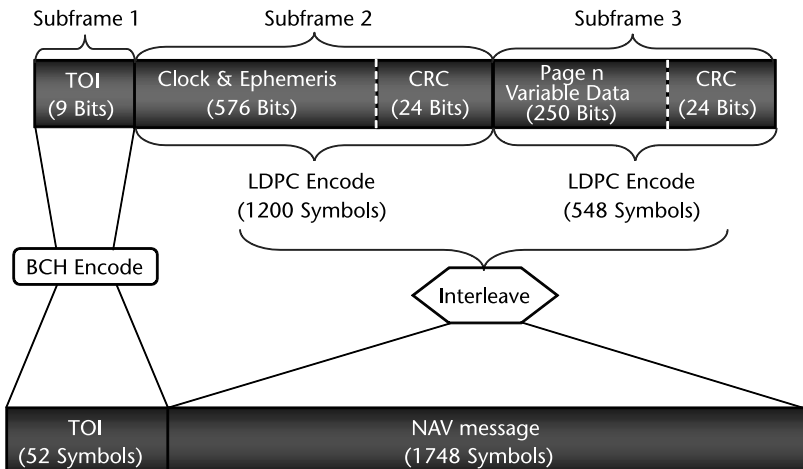 Subframe 1
Subframe 2
Subframe 3
TOI
(9 Bits)
Clock & Ephemeris
(576 Bits)
CRC
(24 Bits)
Page n
Variable Data
(250 Bits)
CRC
(24 Bits)
LDPC Encode
(1200 Symbols)
LDPC Encode
(548 Symbols)
BCH Encode
Interleave
TOI
(52 Symbols)
NAV message
(1748 Symbols)